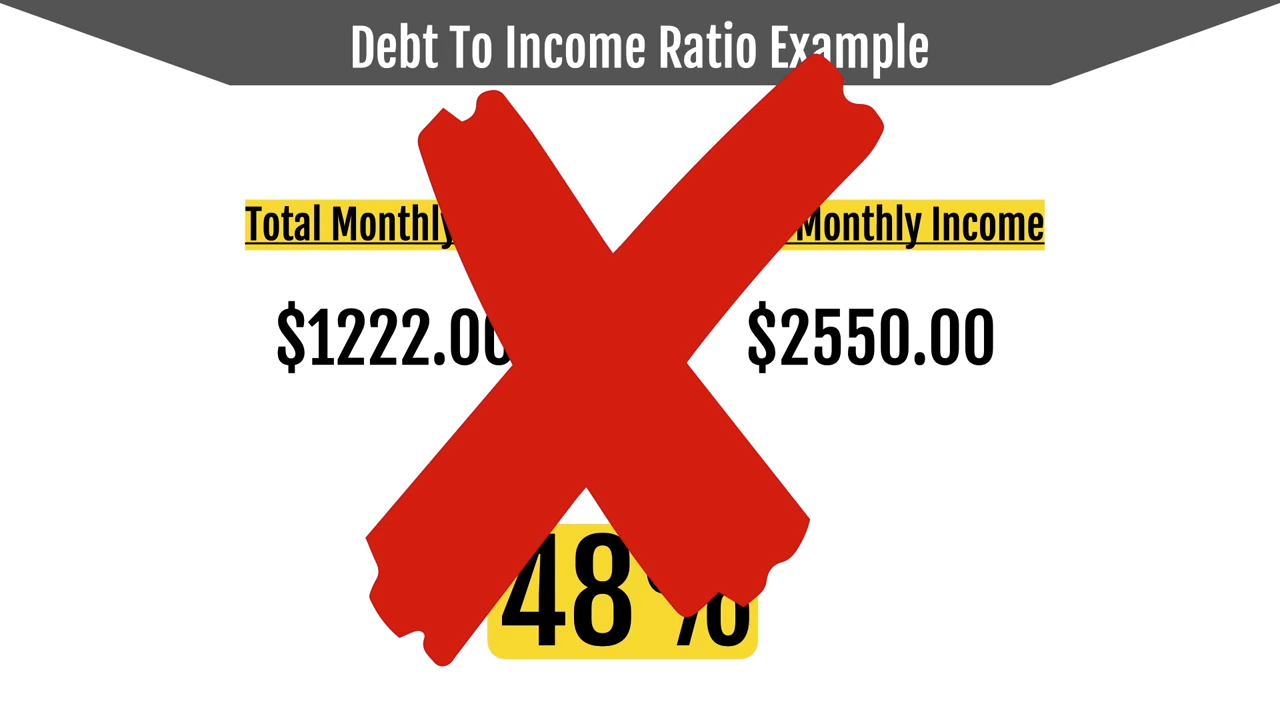 Debt To Income Ratio Example
Total Monthly Monthly Income
$1222.00 $2550.00
48%